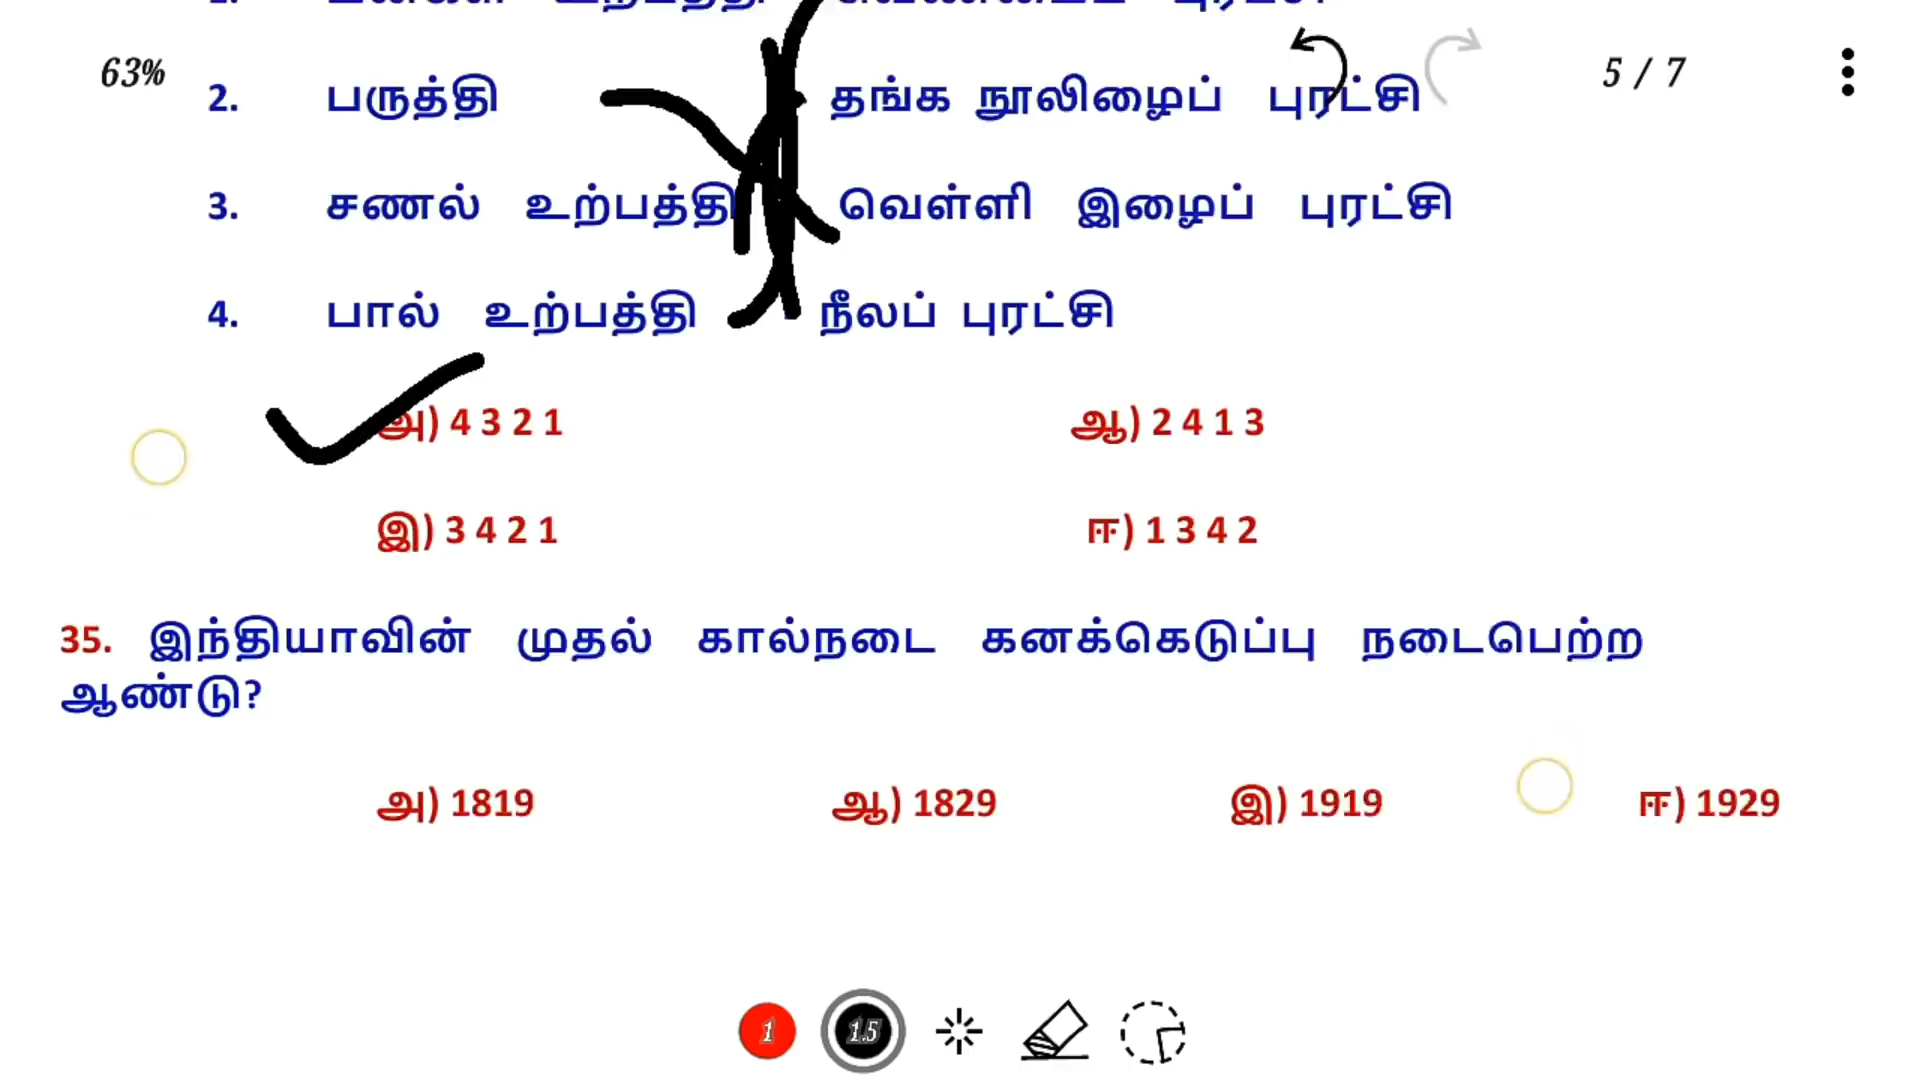 63%
5 / 7
2. பருத்தி தங்க நூலிழைப் புரட்சி
3. சணல் உற்பத்தி வெள்ளி இழைப் புரட்சி
4. பால் உற்பத்தி நீலப் புரட்சி
அ) 4 3 2 1 ஆ) 2 4 1 3
இ) 3 4 2 1 ஈ) 1 3 4 2
35. இந்தியாவின் முதல் கால்நடை கனக்கெடுப்பு நடைபெற்ற
ஆண்டு?
அ) 1819 ஆ) 1829 இ) 1919 ஈ) 1929
1 1.5